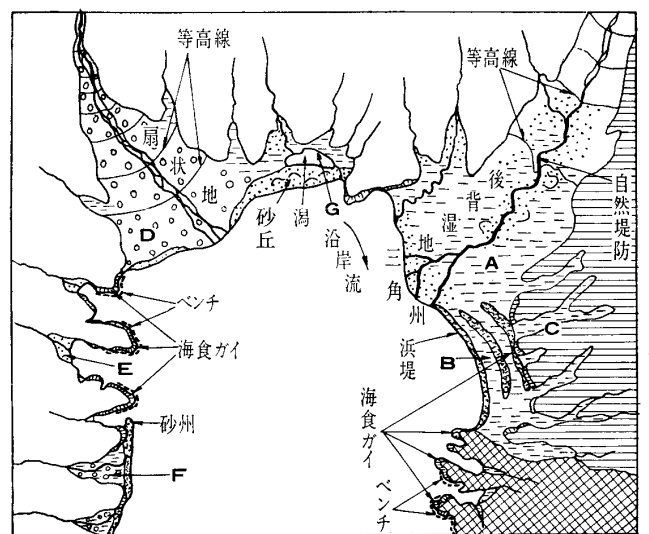 等高線
等高線
扇状地
後背湿地
自然堤防
砂丘
潟
G
沿岸流
D
三角州
A
ベンチ
浜堤
B
C
海食ガイ
E
海食ガイ
砂州
F
ベンチ